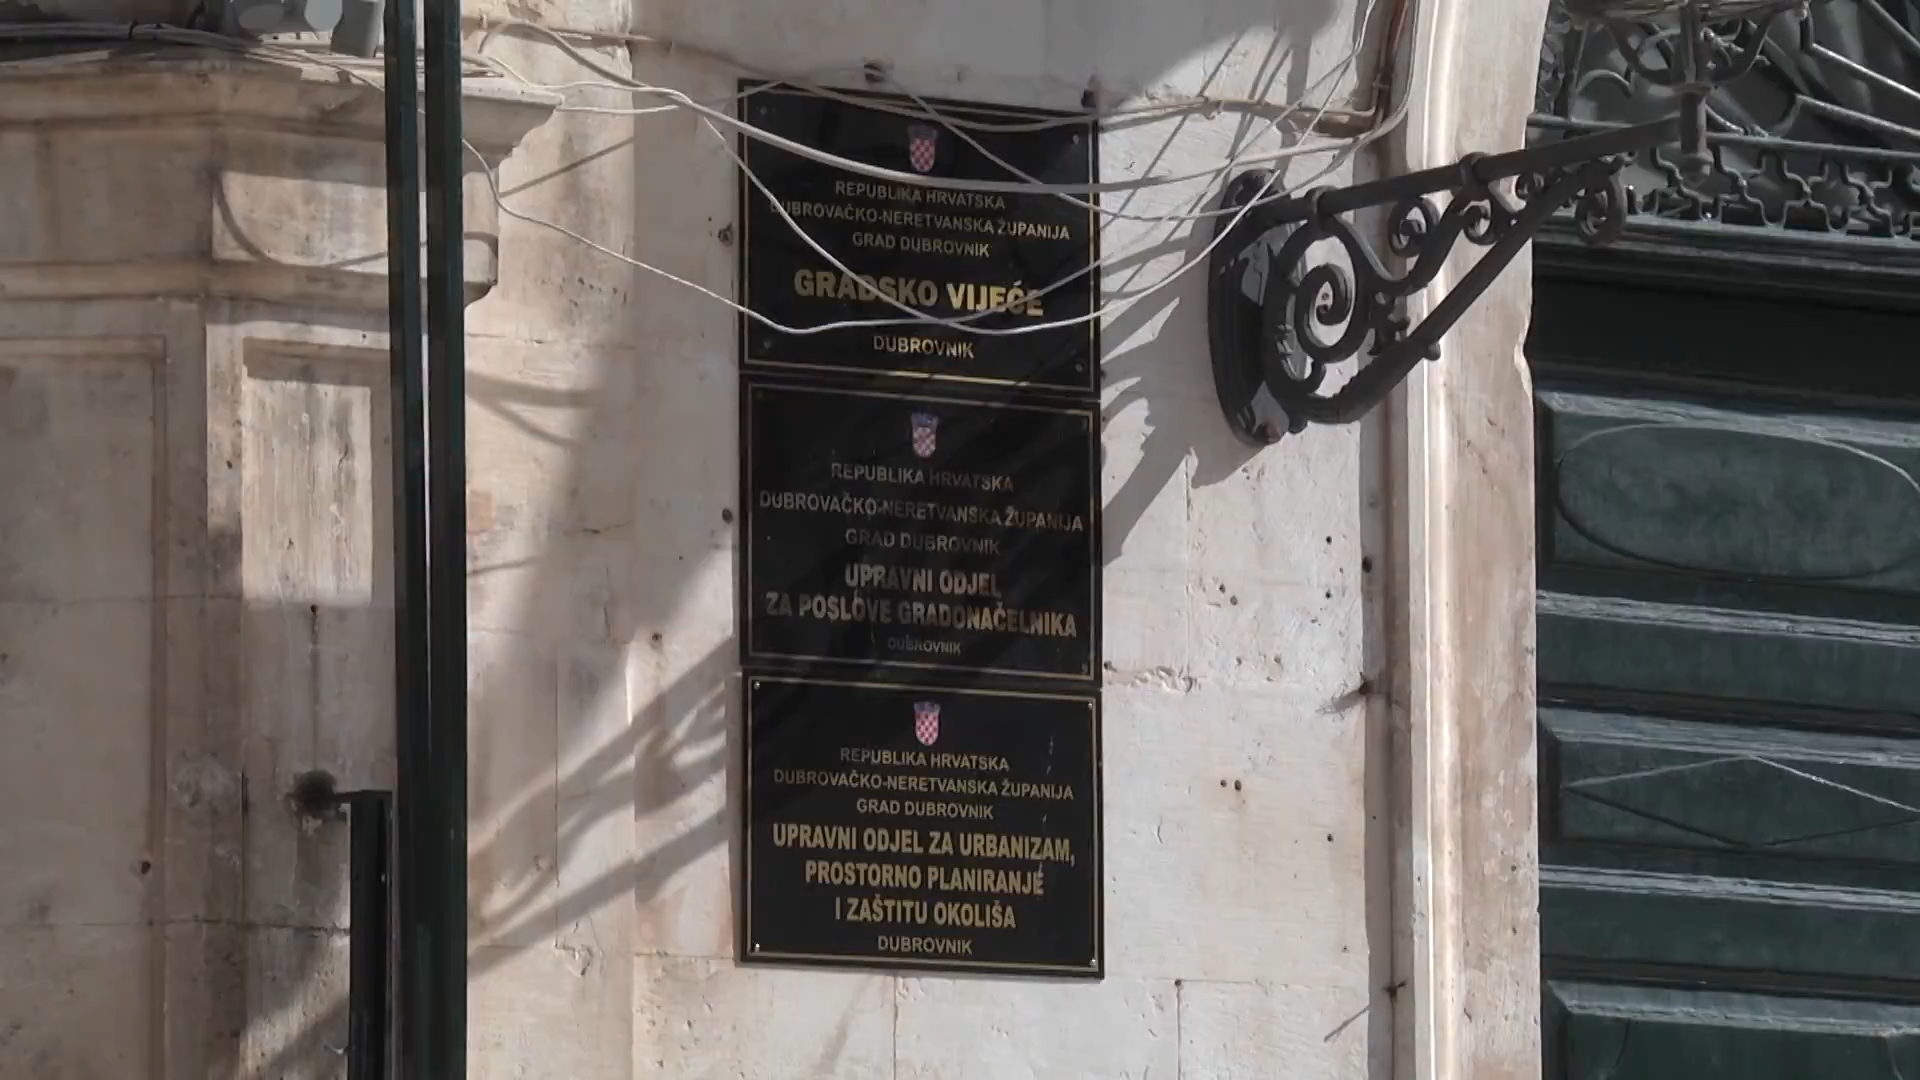 REPUBLIKA HRVATSKA
DUBROVAČKO-NERETVANSKA ŽUPANIJA
GRAD DUBROVNIK
GRADSKO VIJEĆE
DUBROVNIK
REPUBLIKA HRVATSKA
DUBROVAČKO-NERETVANSKA ŽUPANIJA
GRAD DUBROVNIK
UPRAVNI ODJEL
ZA POSLOVE GRADONAČELNIKA
DUBROVNIK
REPUBLIKA HRVATSKA
DUBROVAČKO-NERETVANSKA ŽUPANIJA
GRAD DUBROVNIK
UPRAVNI ODJEL ZA URBANIZAM,
PROSTORNO PLANIRANJE
I ZAŠTITU OKOLIŠA
DUBROVNIK